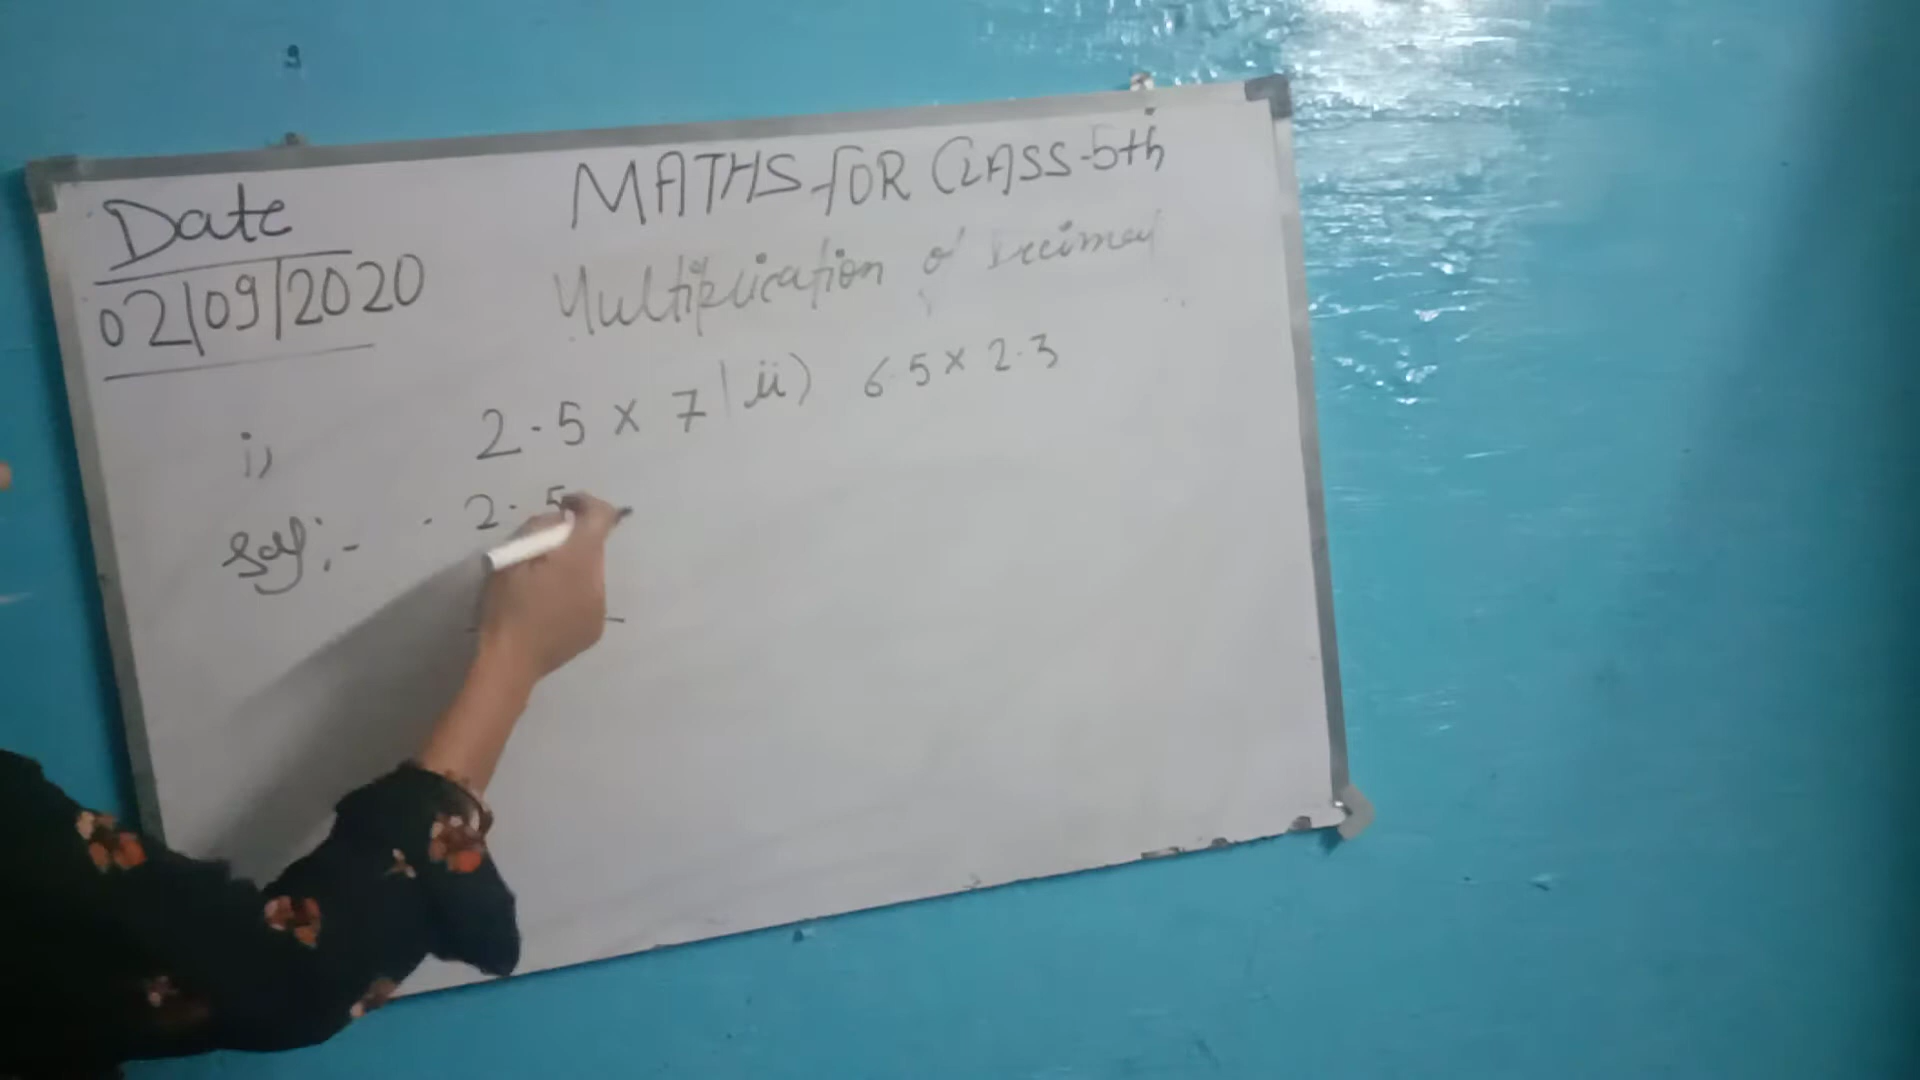 MATHS FOR CLASS-5th
Date
02/09/2020
Multiplication of Decimal
i) 2.5 × 7 | ii) 6.5 × 2.3
Sol:- 2.5